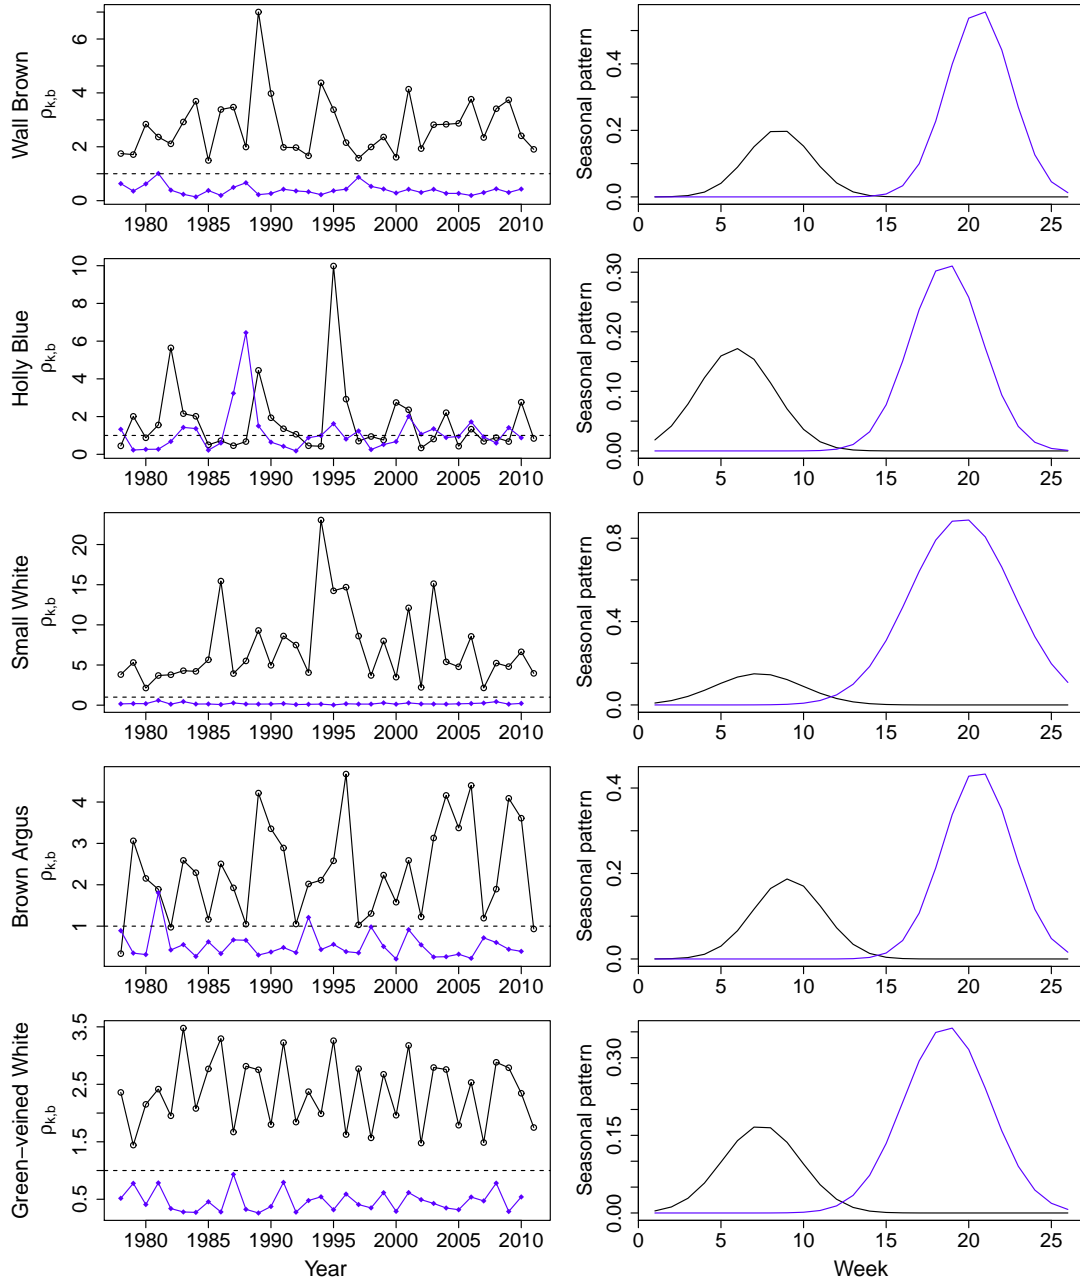 Wall Brown
ρk,b
0 2 4 6
1980 1985 1990 1995 2000 2005 2010
Seasonal pattern
0.0 0.2 0.4
0 5 10 15 20 25
Holly Blue
ρk,b
0 2 4 6 8 10
1980 1985 1990 1995 2000 2005 2010
Seasonal pattern
0.00 0.10 0.20 0.30
0 5 10 15 20 25
Small White
ρk,b
0 5 10 15 20
1980 1985 1990 1995 2000 2005 2010
Seasonal pattern
0.0 0.4 0.8
0 5 10 15 20 25
Brown Argus
ρk,b
1 2 3 4
1980 1985 1990 1995 2000 2005 2010
Seasonal pattern
0.0 0.2 0.4
0 5 10 15 20 25
Green−veined White
ρk,b
0.5 1.5 2.5 3.5
1980 1985 1990 1995 2000 2005 2010
Year
Seasonal pattern
0.00 0.15 0.30
0 5 10 15 20 25
Week